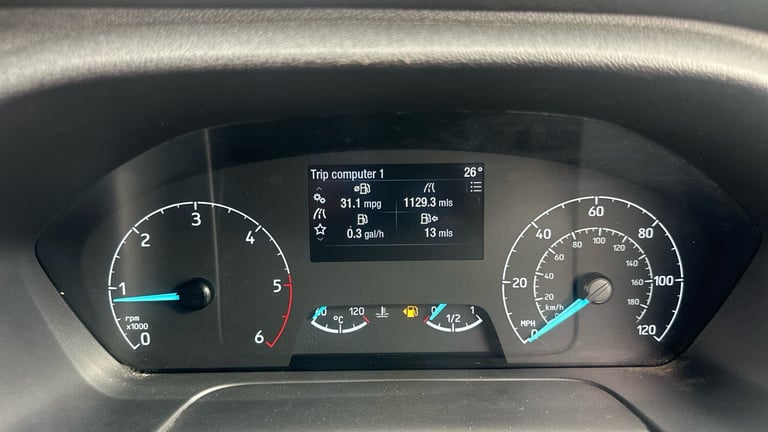 Trip computer 1 26°
31.1 mpg 1129.3 mls
0.3 gal/h 13 mls
0 1 2 3 4 5 6
rpm
x1000
120
°C
0 1/2 1
0 20 40 60 80 100 120
MPH
20 40 60 80 100 120 140 160 180
km/h